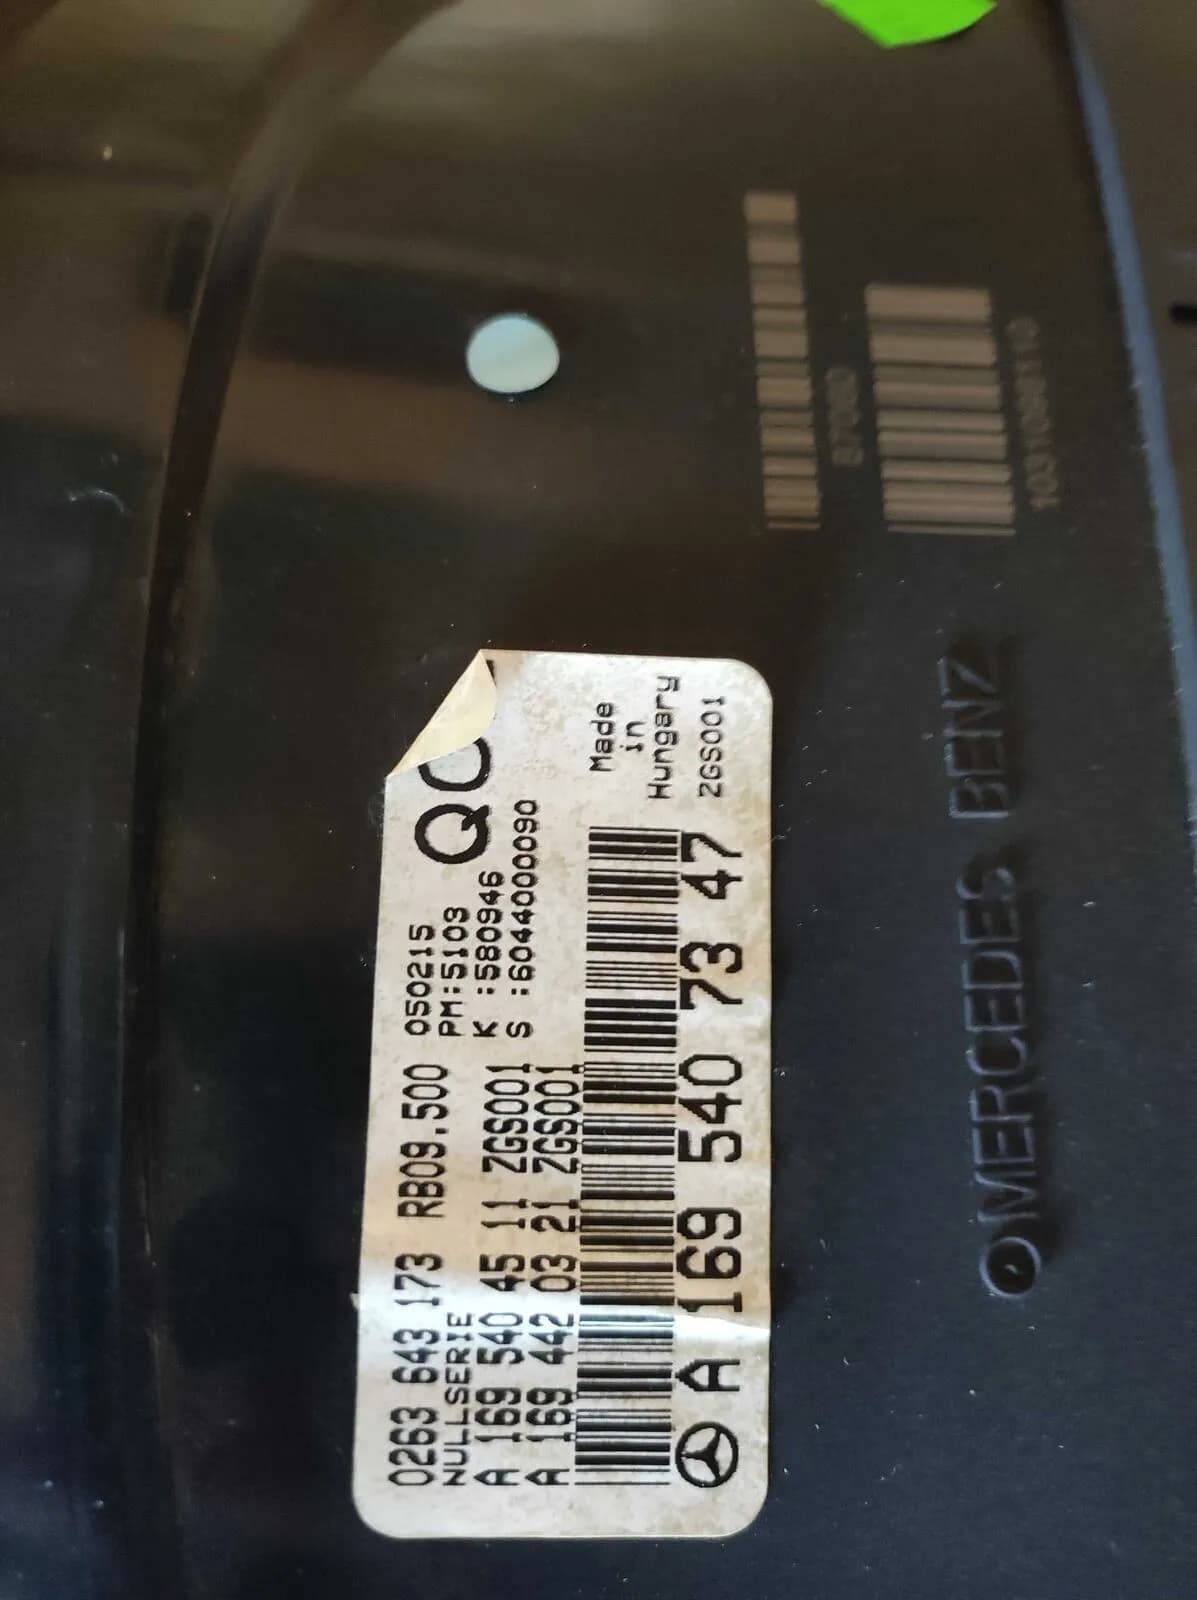 0263 643 173 RB09.500 050215
NULLSERIE PM:5103
A 169 540 45 11 ZGS001 K :580946
A 169 442 03 21 ZGS001 S :6044000090
Made
in
Hungary
ZGS001
A 169 540 73 47
MERCEDES BENZ